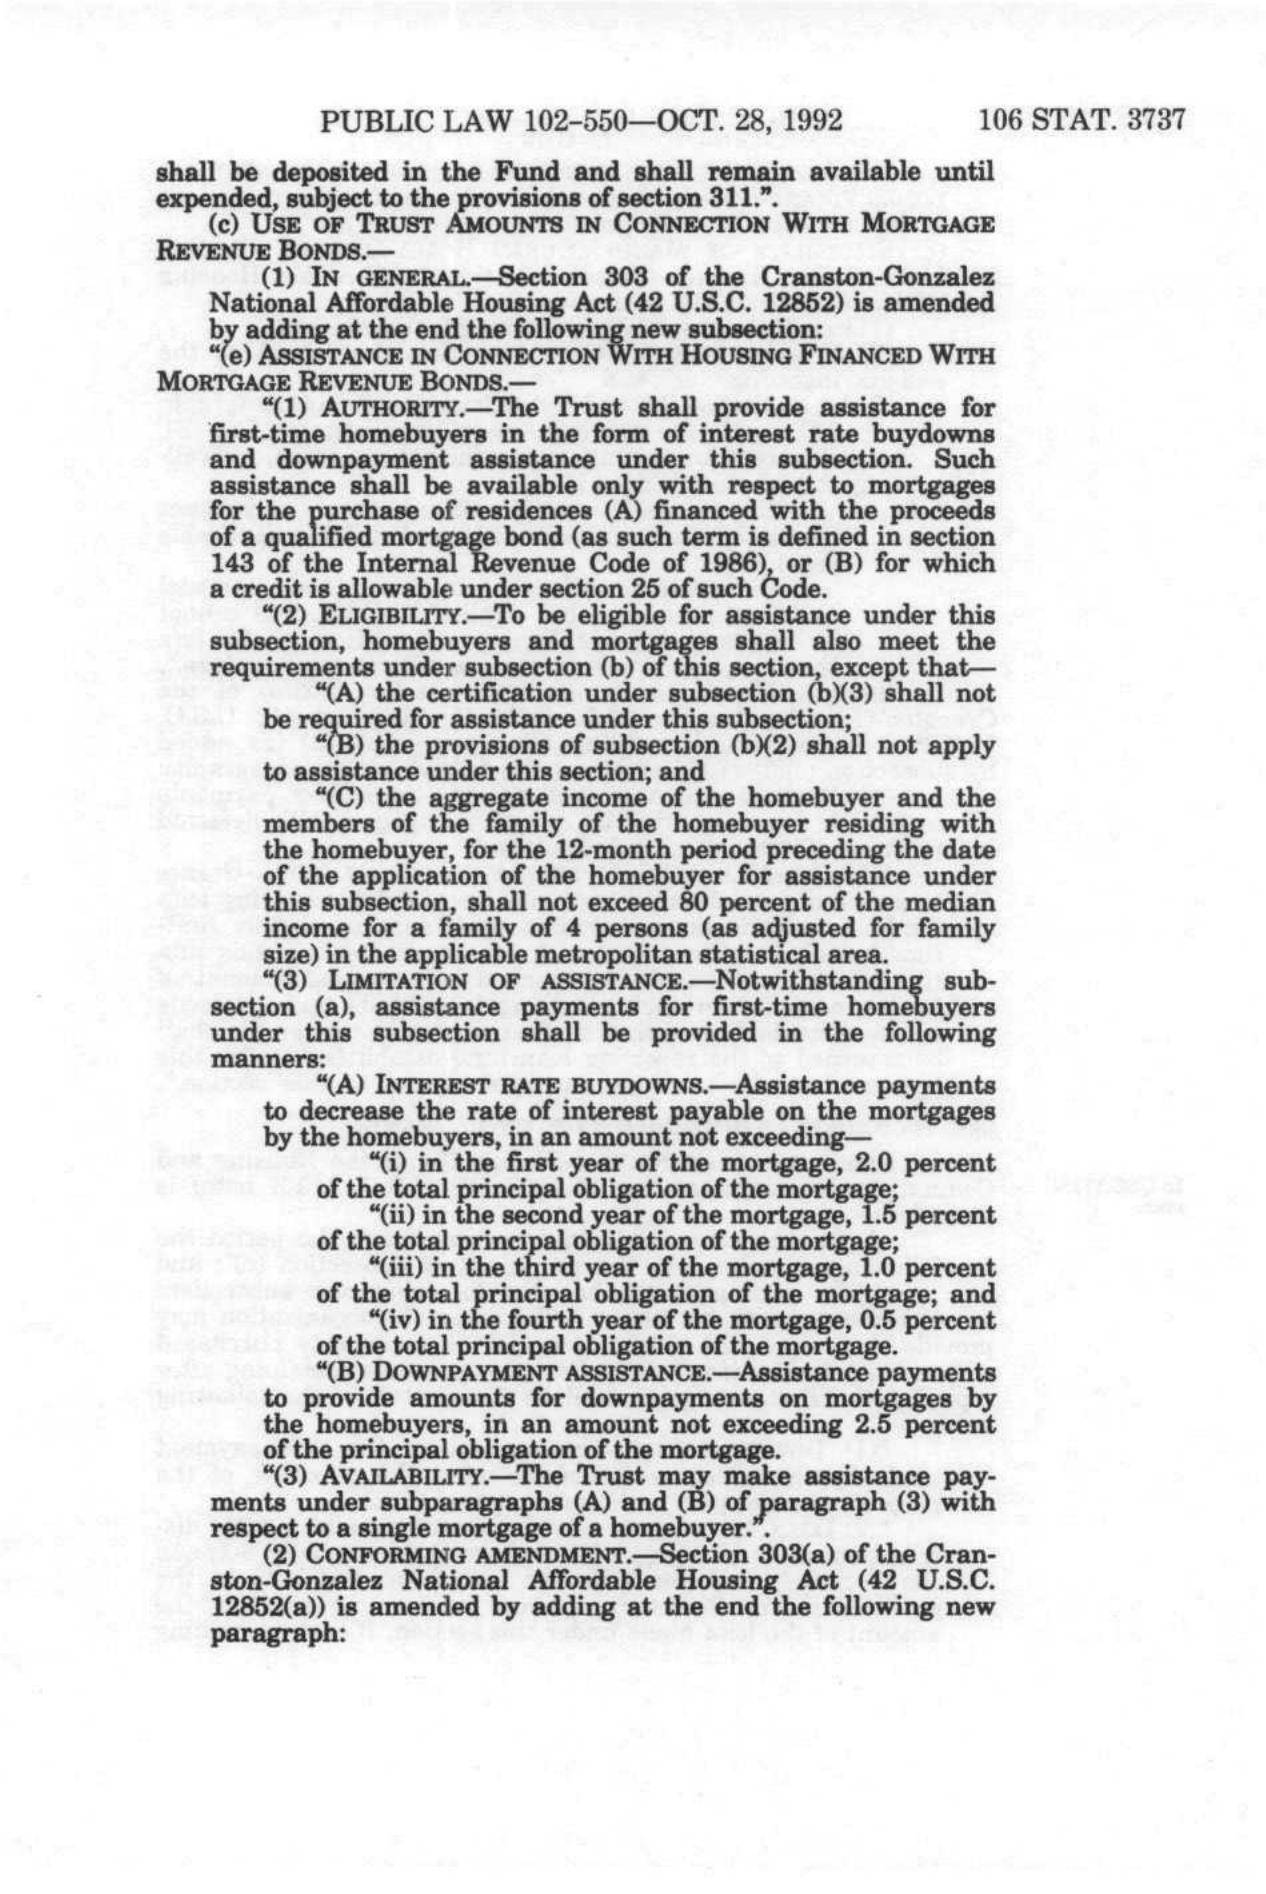 PUBLIC LAW 102–550—OCT. 28, 1992 106 STAT. 3737
shall be deposited in the Fund and shall remain available until
expended, subject to the provisions of section 311.”.
(c) USE OF TRUST AMOUNTS IN CONNECTION WITH MORTGAGE
REVENUE BONDS.—
(1) IN GENERAL.—Section 303 of the Cranston-Gonzalez
National Affordable Housing Act (42 U.S.C. 12852) is amended
by adding at the end the following new subsection:
“(e) ASSISTANCE IN CONNECTION WITH HOUSING FINANCED WITH
MORTGAGE REVENUE BONDS.—
“(1) AUTHORITY.—The Trust shall provide assistance for
first-time homebuyers in the form of interest rate buydowns
and downpayment assistance under this subsection. Such
assistance shall be available only with respect to mortgages
for the purchase of residences (A) financed with the proceeds
of a qualified mortgage bond (as such term is defined in section
143 of the Internal Revenue Code of 1986), or (B) for which
a credit is allowable under section 25 of such Code.
“(2) ELIGIBILITY.—To be eligible for assistance under this
subsection, homebuyers and mortgages shall also meet the
requirements under subsection (b) of this section, except that—
“(A) the certification under subsection (b)(3) shall not
be required for assistance under this subsection;
“(B) the provisions of subsection (b)(2) shall not apply
to assistance under this section; and
“(C) the aggregate income of the homebuyer and the
members of the family of the homebuyer residing with
the homebuyer, for the 12-month period preceding the date
of the application of the homebuyer for assistance under
this subsection, shall not exceed 80 percent of the median
income for a family of 4 persons (as adjusted for family
size) in the applicable metropolitan statistical area.
“(3) LIMITATION OF ASSISTANCE.—Notwithstanding sub-
section (a), assistance payments for first-time homebuyers
under this subsection shall be provided in the following
manners:
“(A) INTEREST RATE BUYDOWNS.—Assistance payments
to decrease the rate of interest payable on the mortgages
by the homebuyers, in an amount not exceeding—
“(i) in the first year of the mortgage, 2.0 percent
of the total principal obligation of the mortgage;
“(ii) in the second year of the mortgage, 1.5 percent
of the total principal obligation of the mortgage;
“(iii) in the third year of the mortgage, 1.0 percent
of the total principal obligation of the mortgage; and
“(iv) in the fourth year of the mortgage, 0.5 percent
of the total principal obligation of the mortgage.
“(B) DOWNPAYMENT ASSISTANCE.—Assistance payments
to provide amounts for downpayments on mortgages by
the homebuyers, in an amount not exceeding 2.5 percent
of the principal obligation of the mortgage.
“(3) AVAILABILITY.—The Trust may make assistance pay-
ments under subparagraphs (A) and (B) of paragraph (3) with
respect to a single mortgage of a homebuyer.”.
(2) CONFORMING AMENDMENT.—Section 303(a) of the Cran-
ston-Gonzalez National Affordable Housing Act (42 U.S.C.
12852(a)) is amended by adding at the end the following new
paragraph: